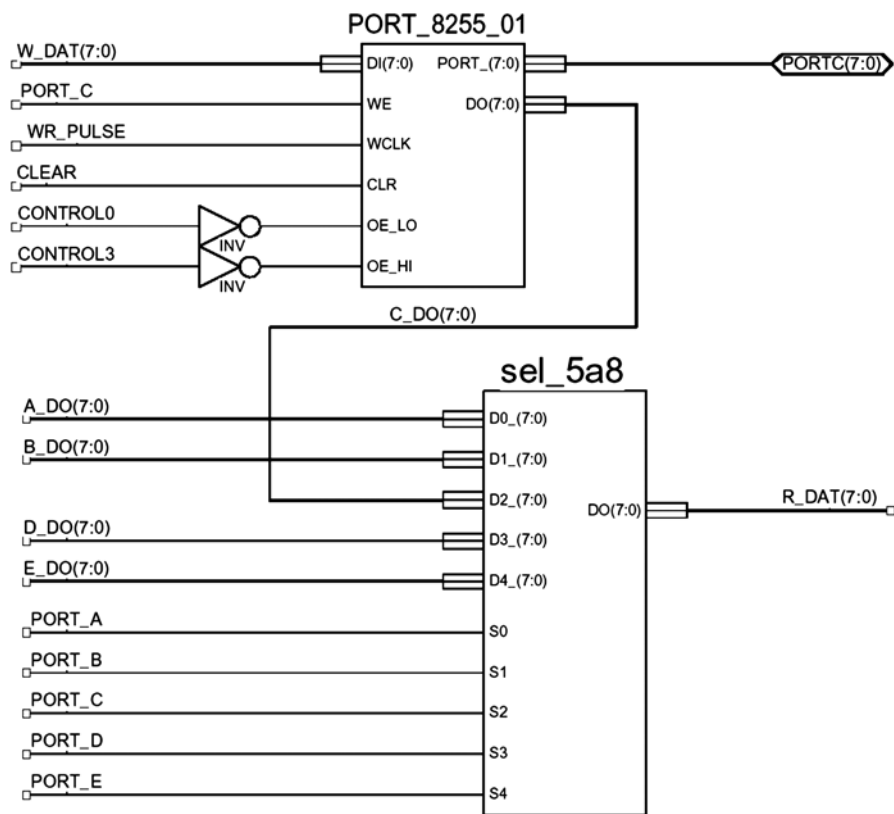 PORT_8255_01
W_DAT(7:0)
DI(7:0)
PORT_(7:0)
PORTC(7:0)
PORT_C
WE
DO(7:0)
WR_PULSE
WCLK
CLEAR
CLR
CONTROL0
INV
OE_LO
CONTROL3
INV
OE_HI
C_DO(7:0)
sel_5a8
A_DO(7:0)
D0_(7:0)
B_DO(7:0)
D1_(7:0)
D2_(7:0)
DO(7:0)
R_DAT(7:0)
D_DO(7:0)
D3_(7:0)
E_DO(7:0)
D4_(7:0)
PORT_A
S0
PORT_B
S1
PORT_C
S2
PORT_D
S3
PORT_E
S4